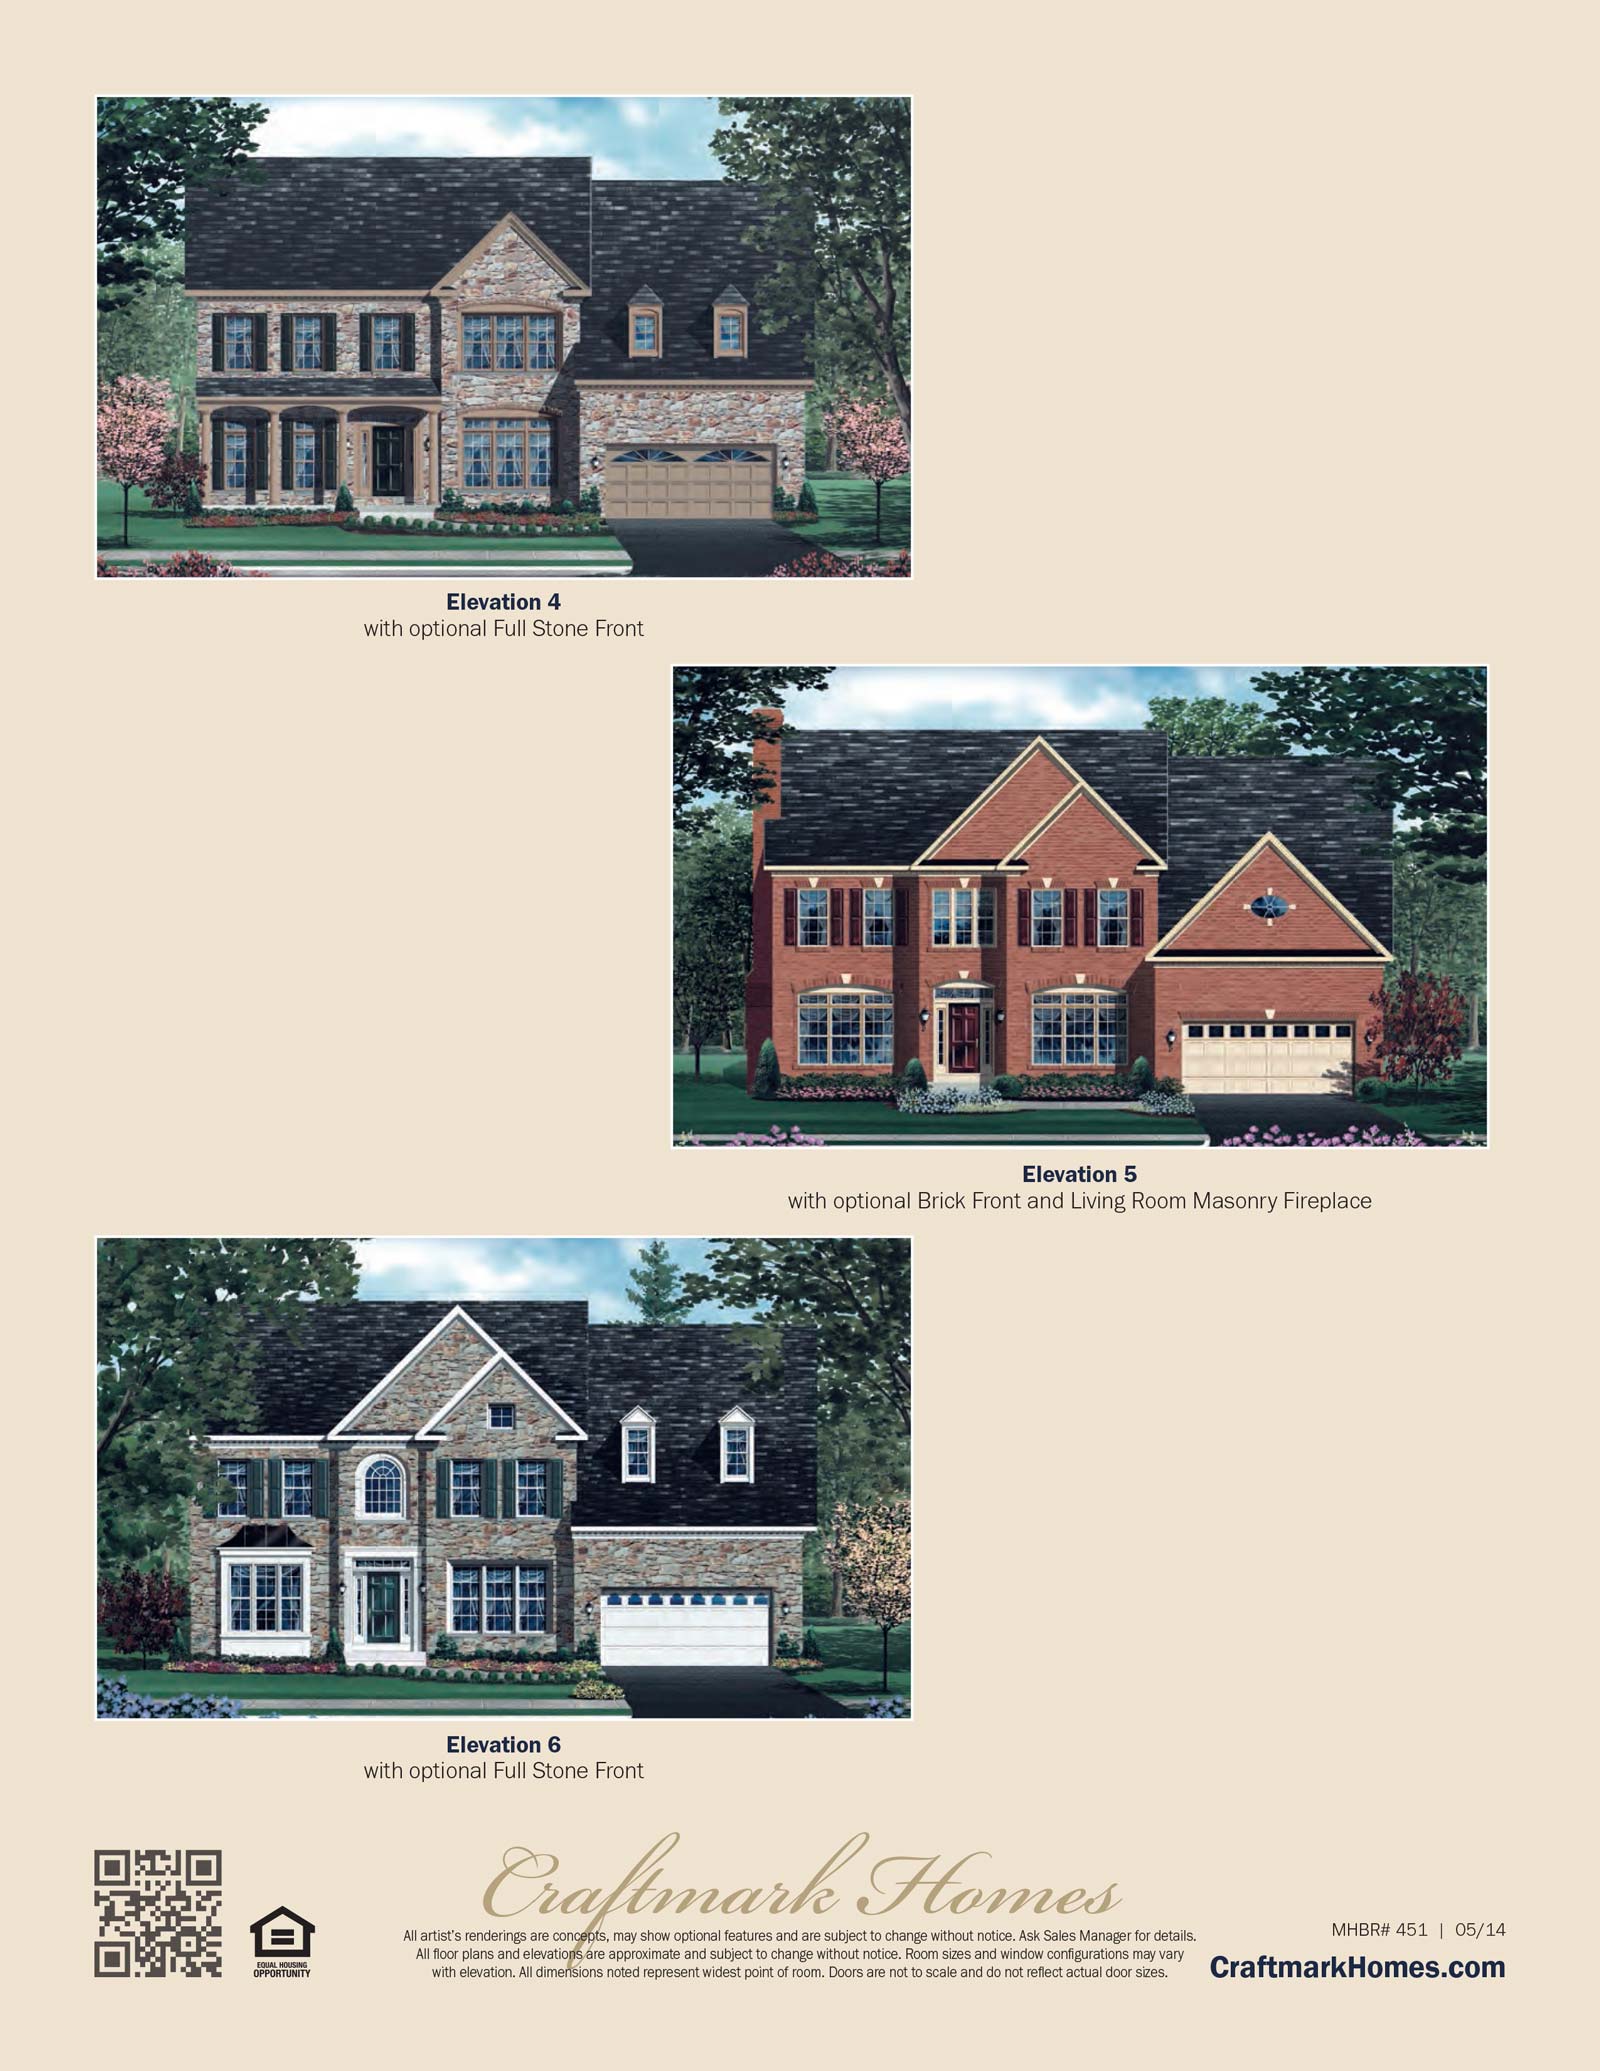 Elevation 4
with optional Full Stone Front
Elevation 5
with optional Brick Front and Living Room Masonry Fireplace
Elevation 6
with optional Full Stone Front
Craftmark Homes
All artist's renderings are concepts, may show optional features and are subject to change without notice. Ask Sales Manager for details.
All floor plans and elevations are approximate and subject to change without notice. Room sizes and window configurations may vary
with elevation. All dimensions noted represent widest point of room. Doors are not to scale and do not reflect actual door sizes.
EQUAL HOUSING
OPPORTUNITY
MHBR# 451 | 05/14
CraftmarkHomes.com